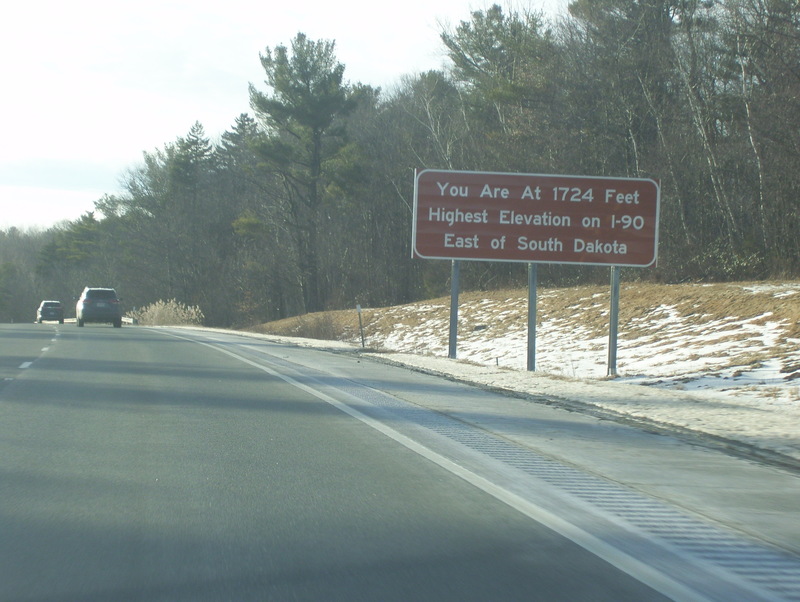 You Are At 1724 Feet
Highest Elevation on I-90
East of South Dakota